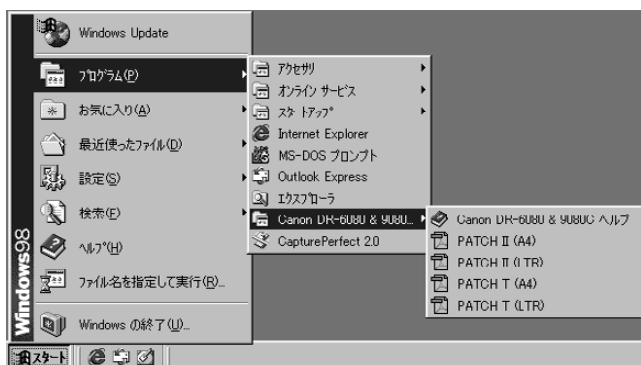 Windows Update
プログラム(P)
お気に入り(A)
最近使ったファイル(D)
設定(S)
検索(F)
ヘルプ(H)
ファイル名を指定して実行(R)...
Windows の終了(U)...
Windows98
アクセサリ
オンライン サービス
スタートアップ
Internet Explorer
MS-DOS プロンプト
Outlook Express
エクスプローラ
Canon DR-6080 & 9080...
CapturePerfect 2.0
Canon DR-6080 & 9080C ヘルプ
PATCH II (A4)
PATCH II (LTR)
PATCH T (A4)
PATCH T (LTR)
スタート